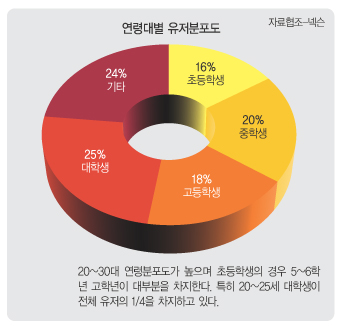 연령대별 유저분포도
자료협조-넥슨
16%
초등학생
20%
중학생
18%
고등학생
25%
대학생
24%
기타
20~30대 연령분포도가 높으며 초등학생의 경우 5~6학
년 고학년이 대부분을 차지한다. 특히 20~25세 대학생이
전체 유저의 1/4을 차지하고 있다.